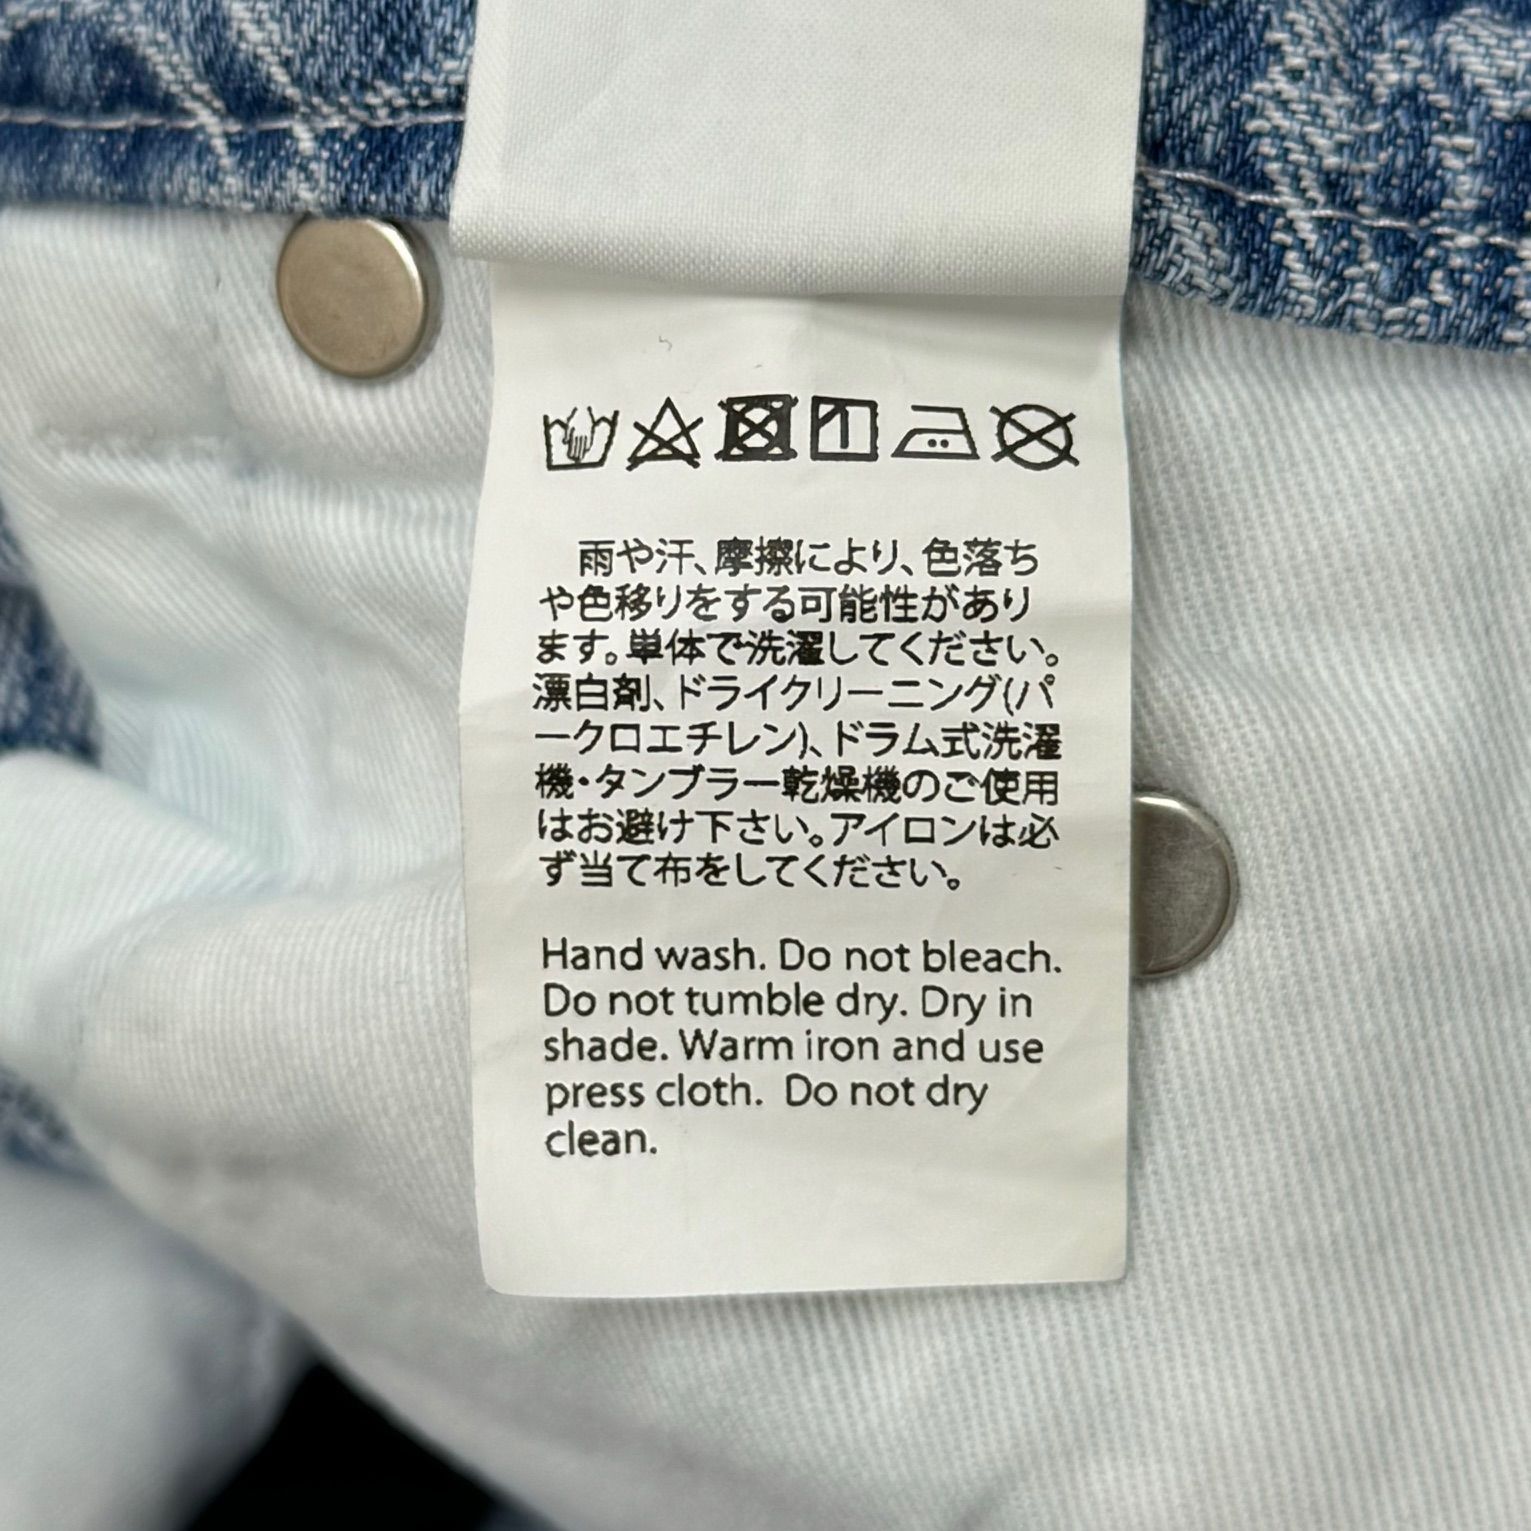 雨や汗、摩擦により、色落ち
や色移りをする可能性があり
ます。単体で洗濯してください。
漂白剤、ドライクリーニング(パ
ークロエチレン)、ドラム式洗濯
機・タンブラー乾燥機のご使用
はお避け下さい。アイロンは必
ず当て布をしてください。
Hand wash. Do not bleach.
Do not tumble dry. Dry in
shade. Warm iron and use
press cloth.  Do not dry
clean.